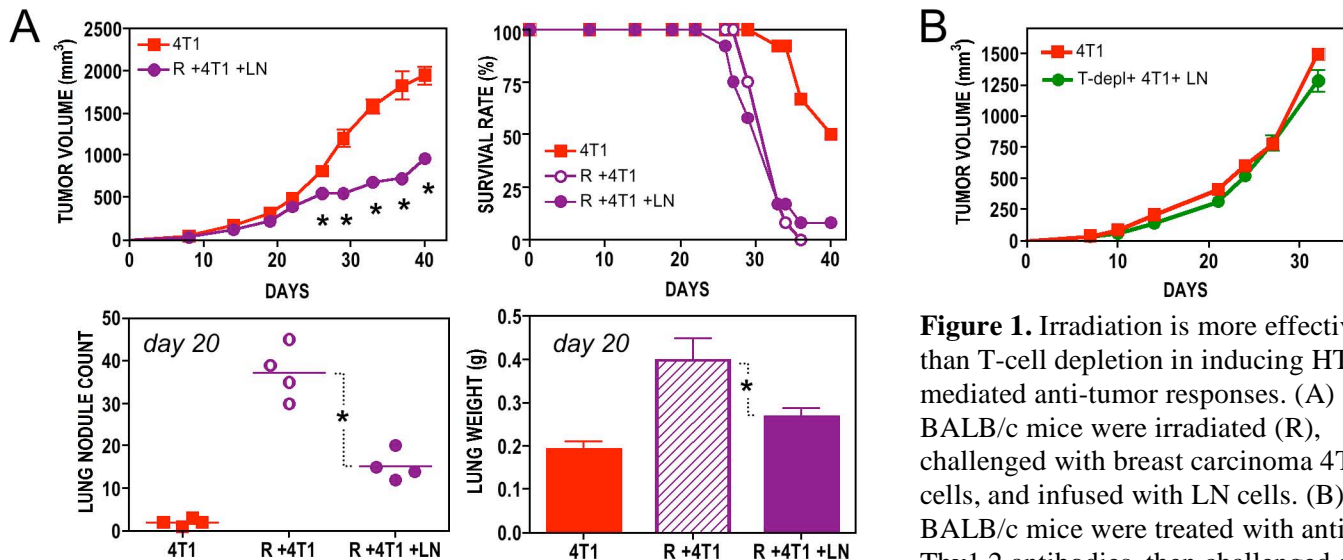 A
2500
2000
1500
1000
500
0
TUMOR VOLUME (mm³)
4T1
R +4T1 +LN
* * * * *
0 10 20 30 40
DAYS
100
75
50
25
0
SURVIVAL RATE (%)
4T1
R +4T1
R +4T1 +LN
0 10 20 30 40
DAYS
B
1500
1250
1000
750
500
250
0
TUMOR VOLUME (mm³)
4T1
T-depl+ 4T1+ LN
0 10 20 30
DAYS
50
40
30
20
10
0
LUNG NODULE COUNT
day 20
*
4T1 R +4T1 R +4T1 +LN
0.4
0.3
0.2
0.1
0.0
LUNG WEIGHT (g)
day 20
*
4T1 R +4T1 R +4T1 +LN
Figure 1. Irradiation is more effectiv
than T-cell depletion in inducing HT
mediated anti-tumor responses. (A)
BALB/c mice were irradiated (R),
challenged with breast carcinoma 4T
cells, and infused with LN cells. (B)
BALB/c mice were treated with anti